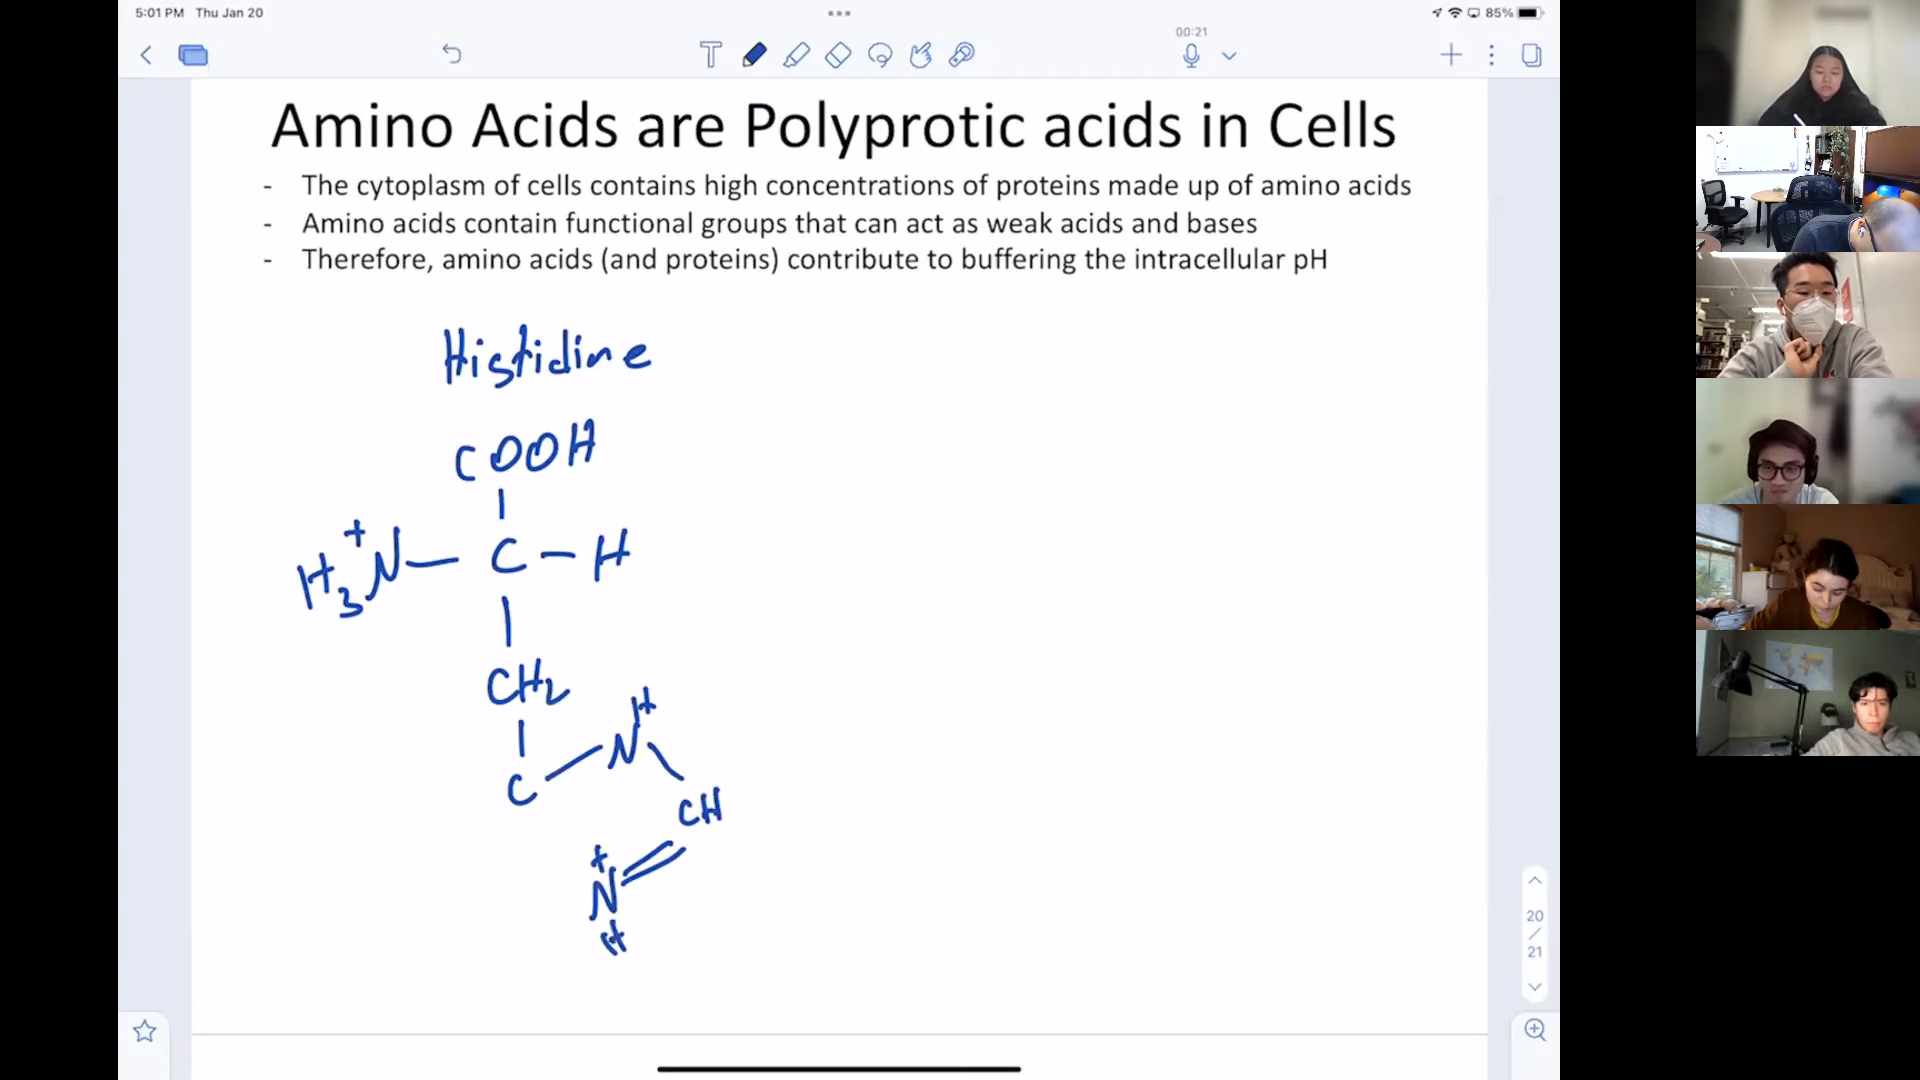 5:01 PM Thu Jan 20
85%
00:21
Amino Acids are Polyprotic acids in Cells
- The cytoplasm of cells contains high concentrations of proteins made up of amino acids
- Amino acids contain functional groups that can act as weak acids and bases
- Therefore, amino acids (and proteins) contribute to buffering the intracellular pH
Histidine
COOH
H3N+ — C — H
CH2
H
C — N
CH
+
N
H
20
/
21